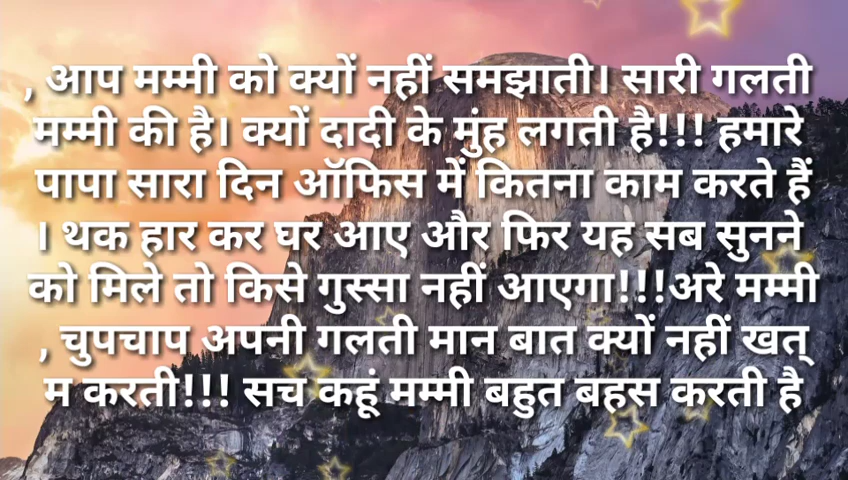 , आप मम्मी को क्यों नहीं समझाती। सारी गलती
मम्मी की है। क्यों दादी के मुंह लगती है!!! हमारे
पापा सारा दिन ऑफिस में कितना काम करते हैं
। थक हार कर घर आए और फिर यह सब सुनने
को मिले तो किसे गुस्सा नहीं आएगा!!!अरे मम्मी
, चुपचाप अपनी गलती मान बात क्यों नहीं खत्
म करती!!! सच कहूं मम्मी बहुत बहस करती है